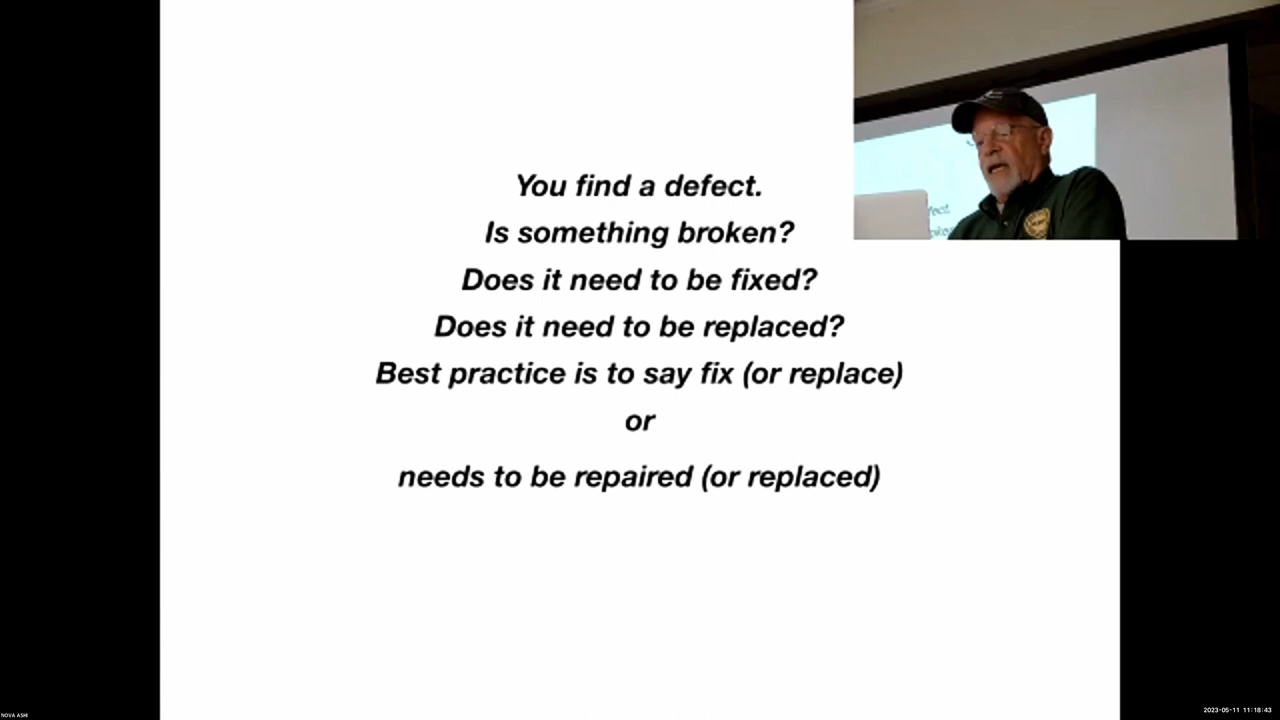 You find a defect.
Is something broken?
Does it need to be fixed?
Does it need to be replaced?
Best practice is to say fix (or replace)
or
needs to be repaired (or replaced)
NOVA ASHI
2023-05-11 11:18:43